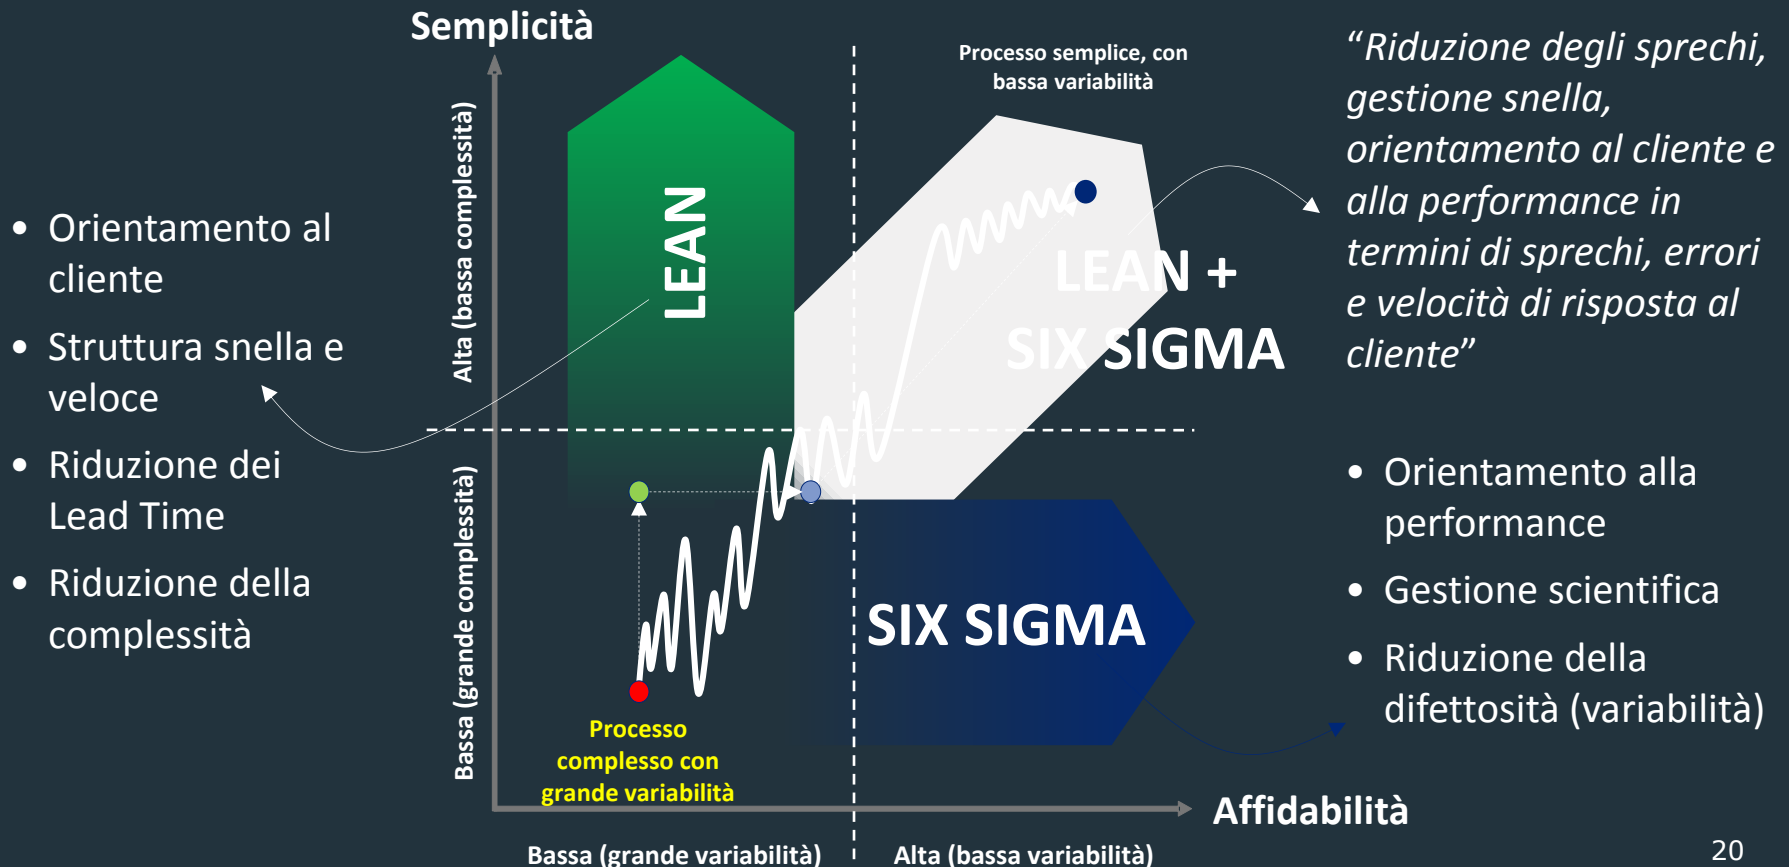 Semplicità
Alta (bassa complessità)
Bassa (grande complessità)
• Orientamento al
cliente
• Struttura snella e
veloce
• Riduzione dei
Lead Time
• Riduzione della
complessità
LEAN
Processo semplice, con
bassa variabilità
LEAN +
SIX SIGMA
SIX SIGMA
Processo
complesso con
grande variabilità
“Riduzione degli sprechi,
gestione snella,
orientamento al cliente e
alla performance in
termini di sprechi, errori
e velocità di risposta al
cliente”
• Orientamento alla
performance
• Gestione scientifica
• Riduzione della
difettosità (variabilità)
Affidabilità
Bassa (grande variabilità)
Alta (bassa variabilità)
20